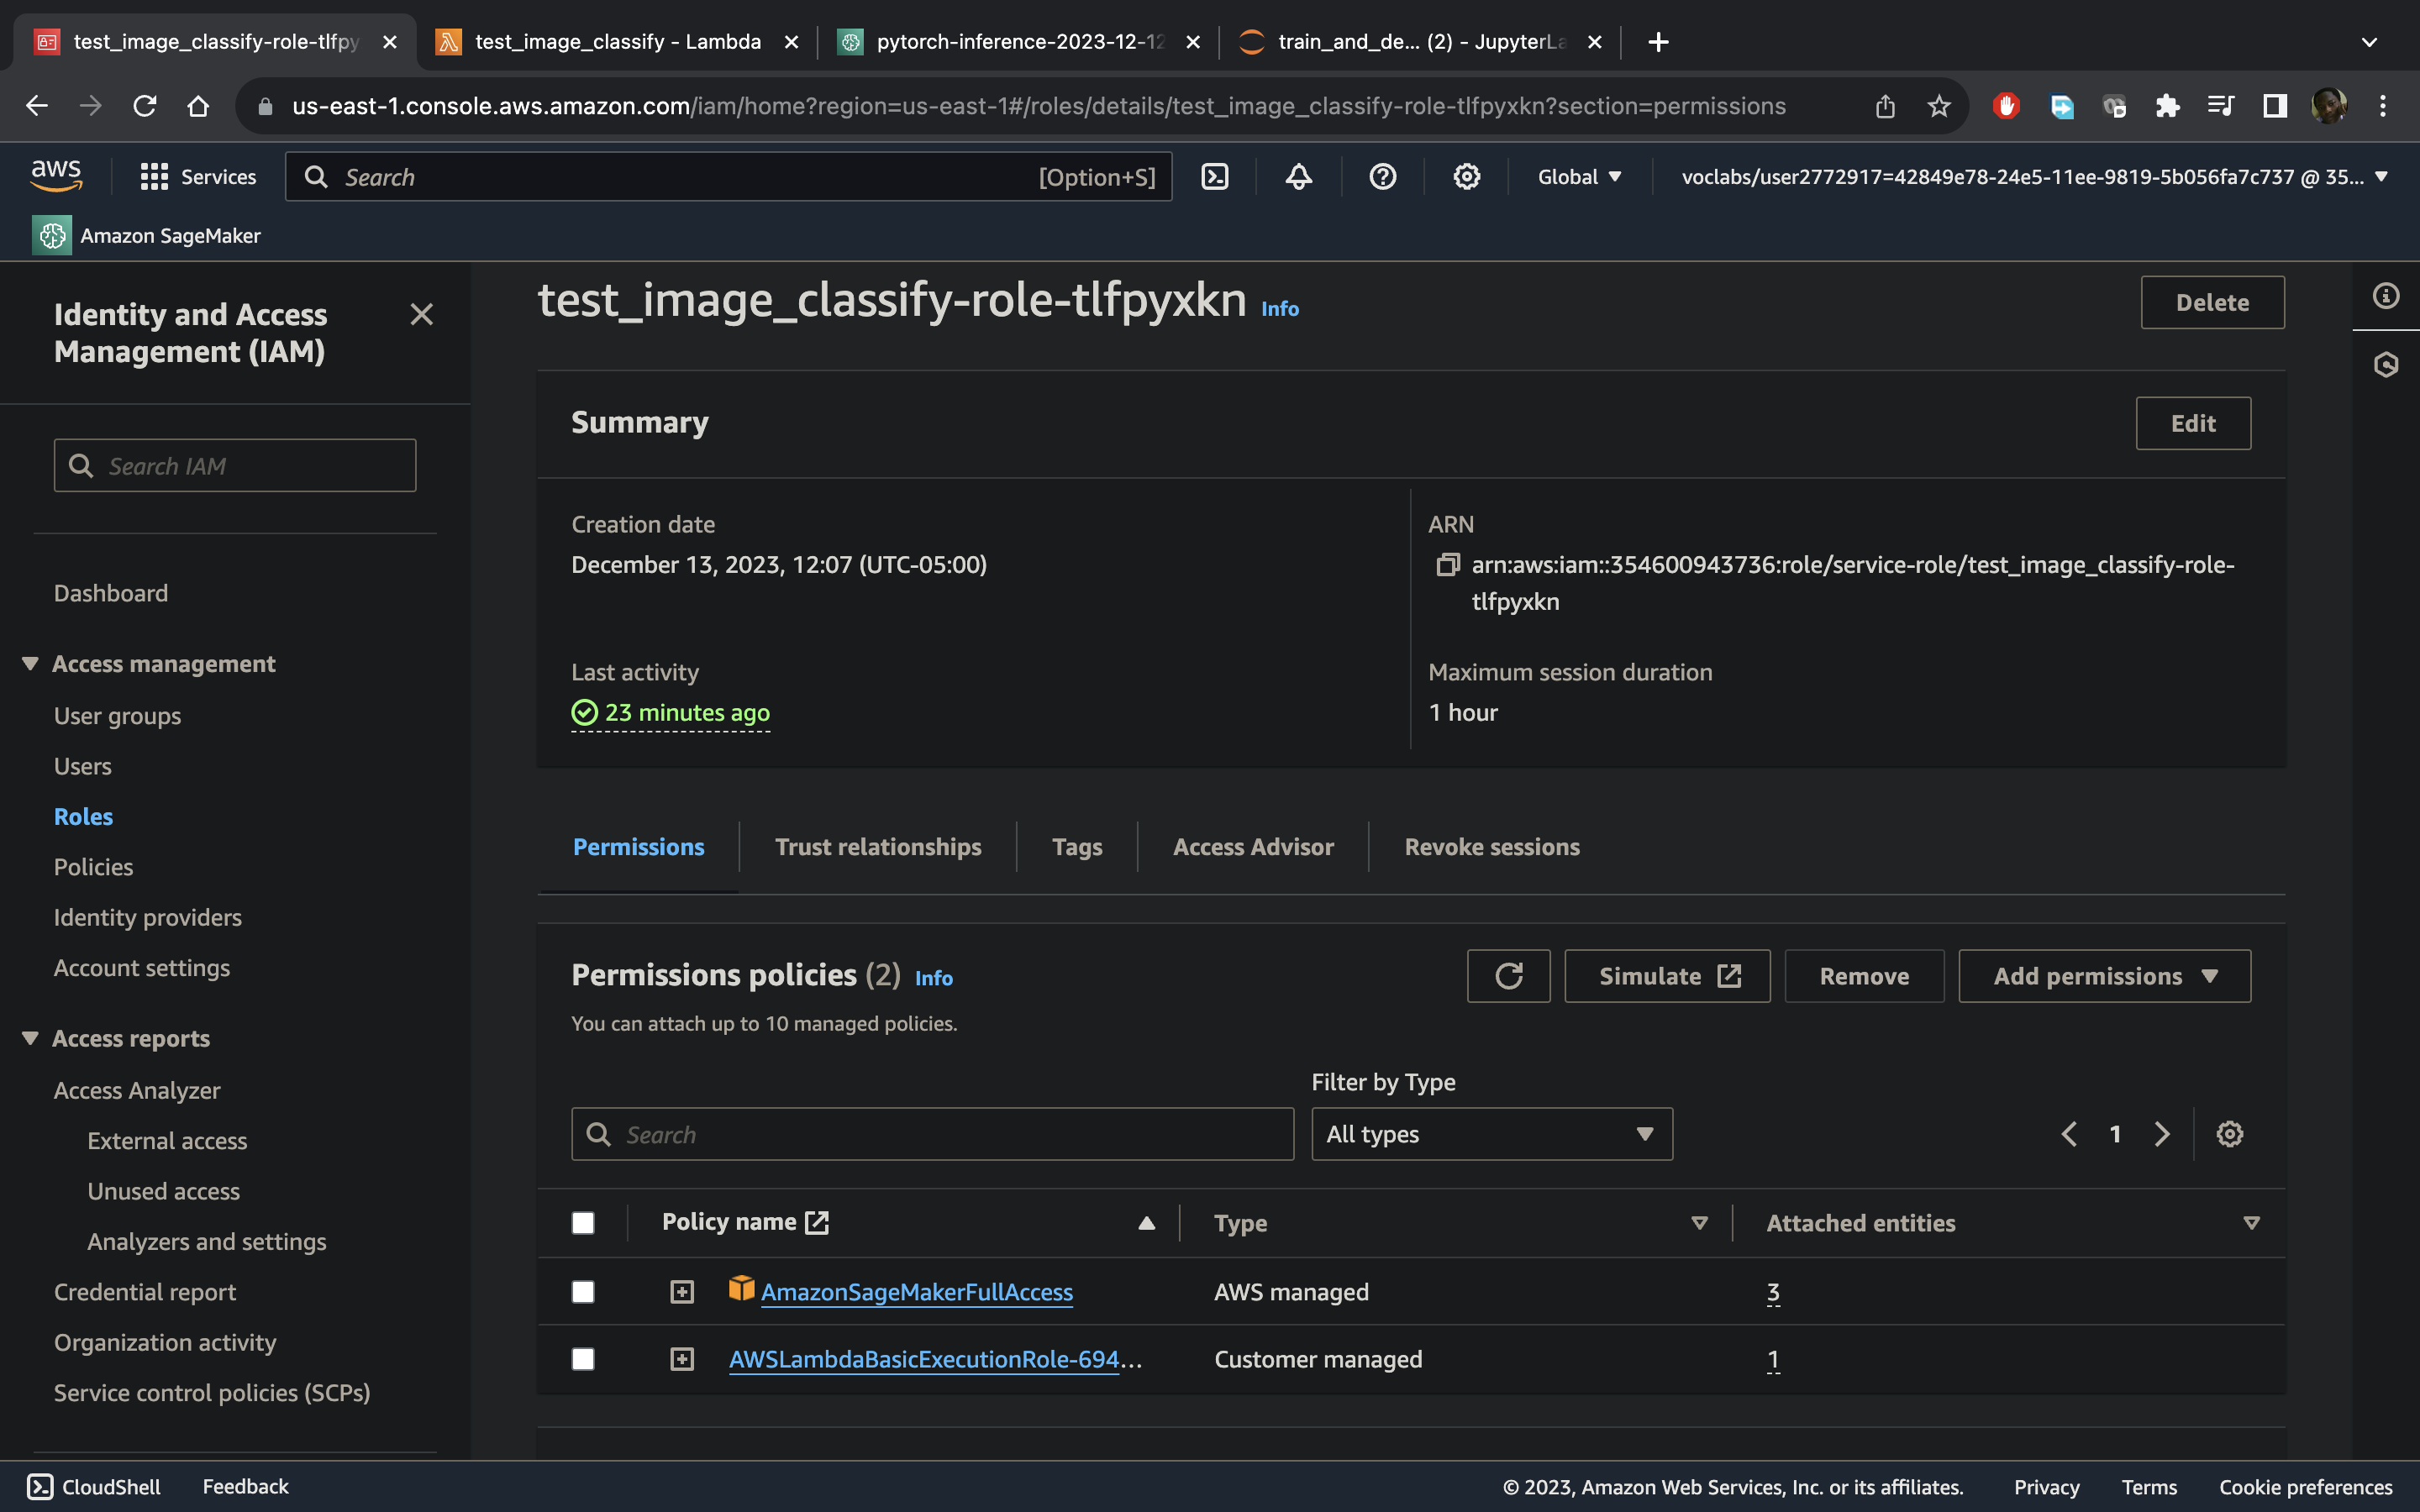 test_image_classify-role-tlfpy
test_image_classify - Lambda
pytorch-inference-2023-12-12
train_and_de... (2) - JupyterLa
us-east-1.console.aws.amazon.com/iam/home?region=us-east-1#/roles/details/test_image_classify-role-tlfpyxkn?section=permissions
aws
Services
Search
[Option+S]
Global
voclabs/user2772917=42849e78-24e5-11ee-9819-5b056fa7c737 @ 35...
Amazon SageMaker
Identity and Access
Management (IAM)
Search IAM
Dashboard
Access management
User groups
Users
Roles
Policies
Identity providers
Account settings
Access reports
Access Analyzer
External access
Unused access
Analyzers and settings
Credential report
Organization activity
Service control policies (SCPs)
test_image_classify-role-tlfpyxkn Info
Delete
Summary
Edit
Creation date
December 13, 2023, 12:07 (UTC-05:00)
ARN
arn:aws:iam::354600943736:role/service-role/test_image_classify-role-
tlfpyxkn
Last activity
23 minutes ago
Maximum session duration
1 hour
Permissions
Trust relationships
Tags
Access Advisor
Revoke sessions
Permissions policies (2) Info
Simulate
Remove
Add permissions
You can attach up to 10 managed policies.
Filter by Type
Search
All types
1
Policy name
Type
Attached entities
AmazonSageMakerFullAccess
AWS managed
3
AWSLambdaBasicExecutionRole-694...
Customer managed
1
CloudShell
Feedback
© 2023, Amazon Web Services, Inc. or its affiliates.
Privacy
Terms
Cookie preferences